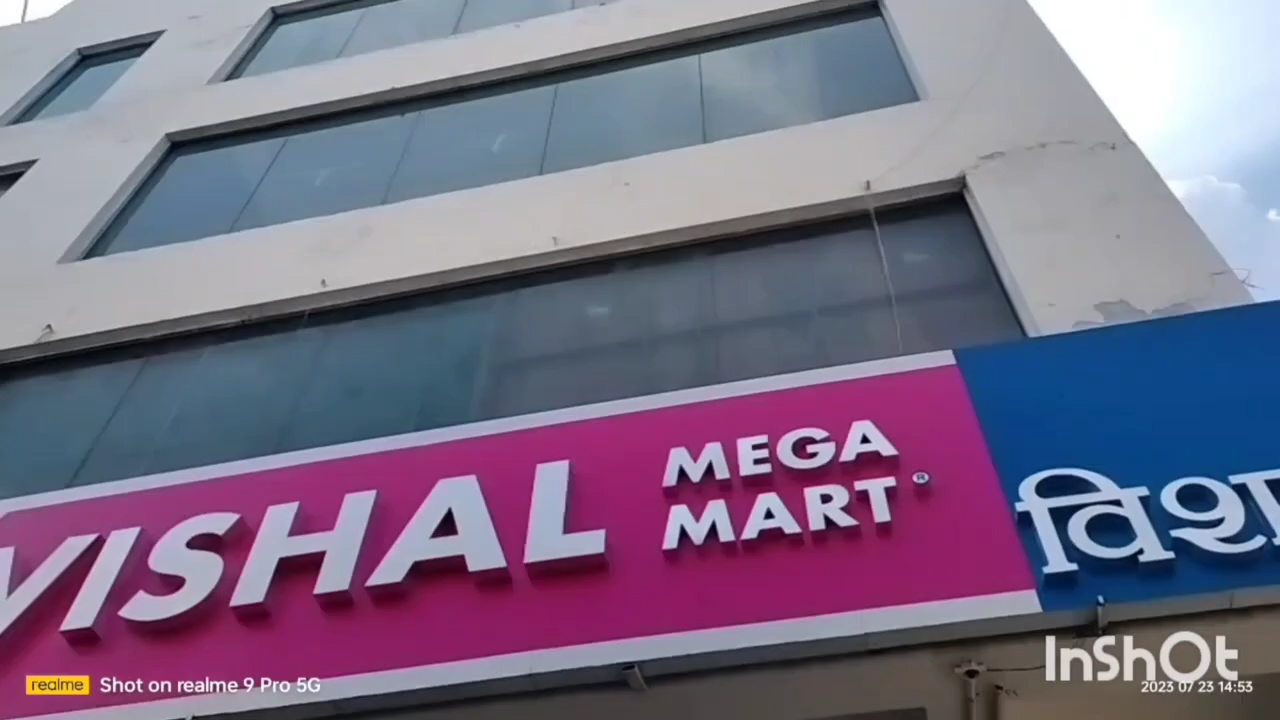 VISHAL
MEGA
MART®
realme
Shot on realme 9 Pro 5G
InShOt
2023 07 23 14:53